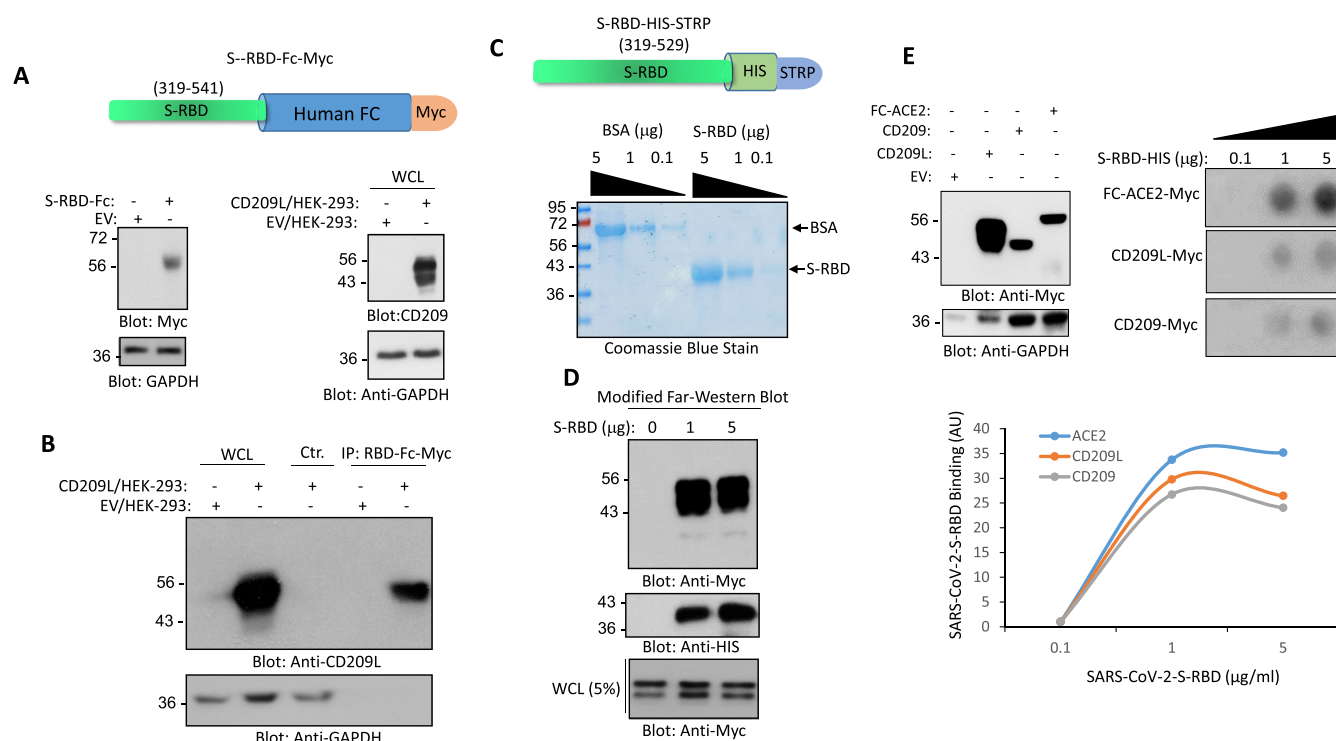 A
S--RBD-Fc-Myc
(319-541)
S-RBD
Human FC
Myc
S-RBD-Fc: - +
EV: + -
72 -
56 -
Blot: Myc
36 -
Blot: GAPDH
WCL
CD209L/HEK-293: - +
EV/HEK-293: + -
56 -
43 -
Blot:CD209
36 -
Blot: Anti-GAPDH
B
WCL Ctr. IP: RBD-Fc-Myc
CD209L/HEK-293: - + + - +
EV/HEK-293: + - - + -
56 -
43 -
Blot: Anti-CD209L
36 -
Blot: Anti-GAPDH
C
S-RBD-HIS-STRP
(319-529)
S-RBD
HIS
STRP
BSA (µg) S-RBD (µg)
5 1 0.1 5 1 0.1
95 -
72 -
56 -
43 -
36 -
BSA
S-RBD
Coomassie Blue Stain
D
Modified Far-Western Blot
S-RBD (µg): 0 1 5
56 -
43 -
Blot: Anti-Myc
43 -
36 -
Blot: Anti-HIS
WCL (5%)
Blot: Anti-Myc
E
FC-ACE2: - - - +
CD209: - - + -
CD209L: - + - -
EV: + - - -
56 -
43 -
Blot: Anti-Myc
36 -
Blot: Anti-GAPDH
S-RBD-HIS (µg): 0.1 1 5
FC-ACE2-Myc
CD209L-Myc
CD209-Myc
SARS-CoV-2-S-RBD Binding (AU)
40
35
30
25
20
15
10
5
0
ACE2
CD209L
CD209
0.1 1 5
SARS-CoV-2-S-RBD (µg/ml)